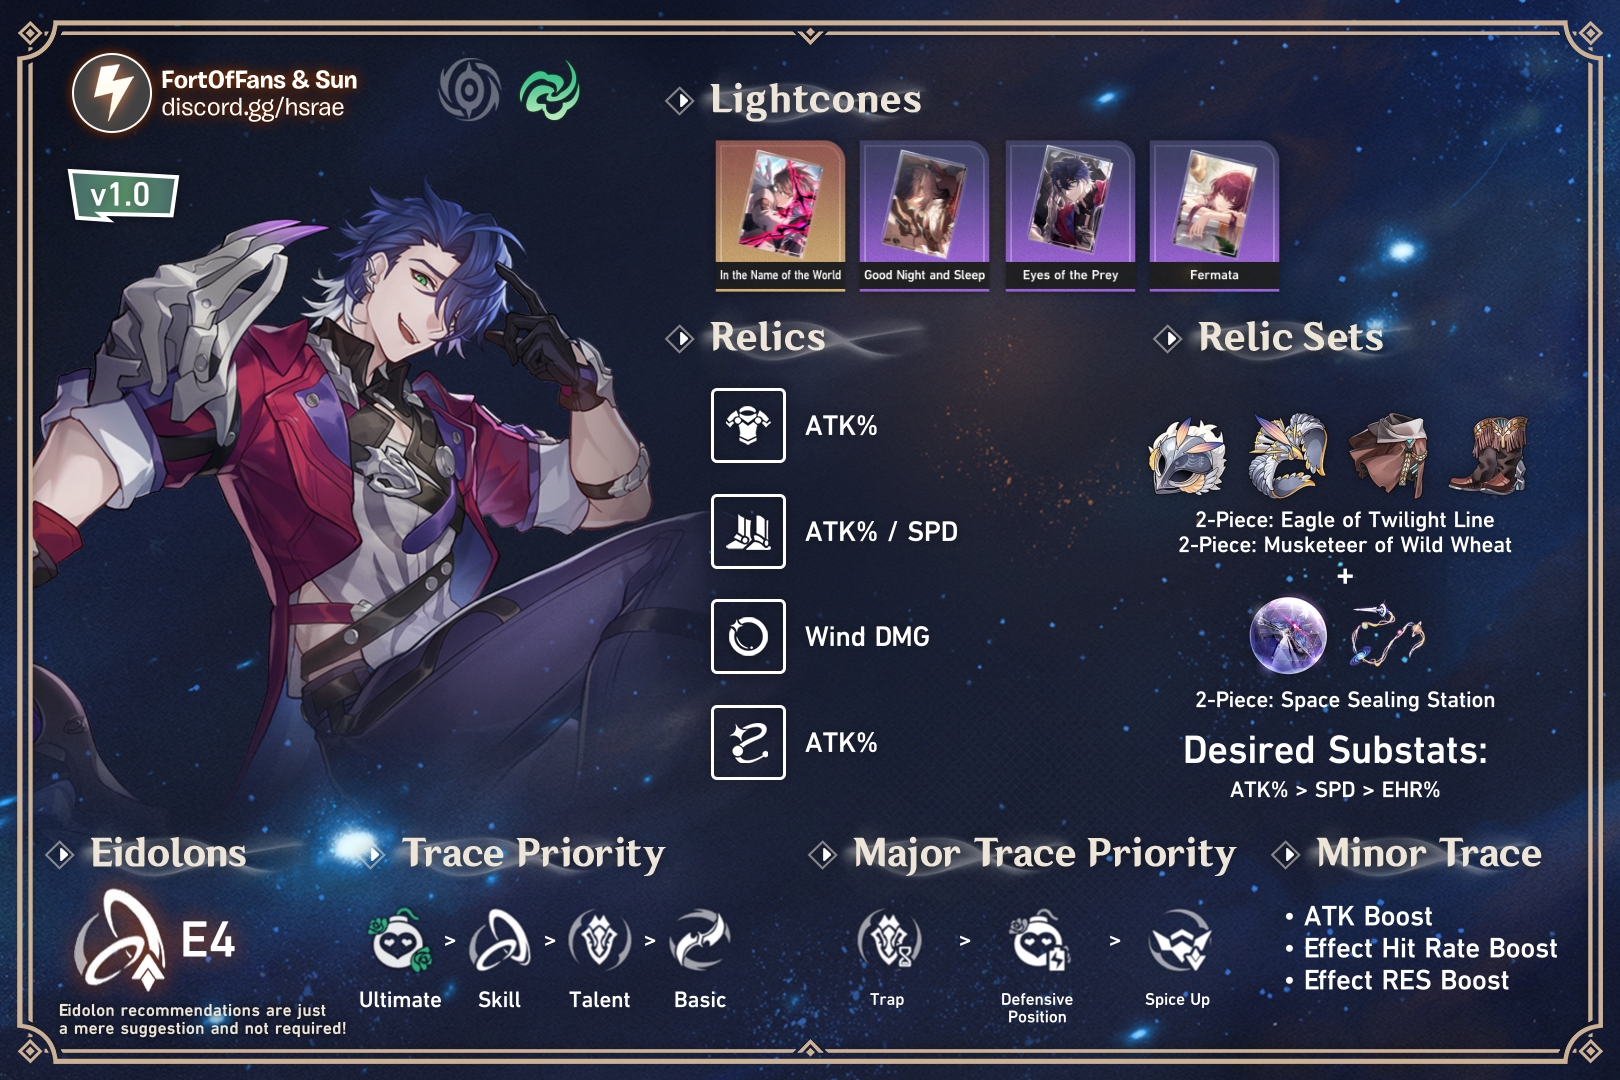 FortOfFans & Sun
discord.gg/hsrae
v1.0
Lightcones
In the Name of the World
Good Night and Sleep
Eyes of the Prey
Fermata
Relics
ATK%
ATK% / SPD
Wind DMG
ATK%
Relic Sets
2-Piece: Eagle of Twilight Line
2-Piece: Musketeer of Wild Wheat
+
2-Piece: Space Sealing Station
Desired Substats:
ATK% > SPD > EHR%
Eidolons
E4
Eidolon recommendations are just
a mere suggestion and not required!
Trace Priority
> > >
Ultimate Skill Talent Basic
Major Trace Priority
> >
Trap Defensive Spice Up
Position
Minor Trace
• ATK Boost
• Effect Hit Rate Boost
• Effect RES Boost